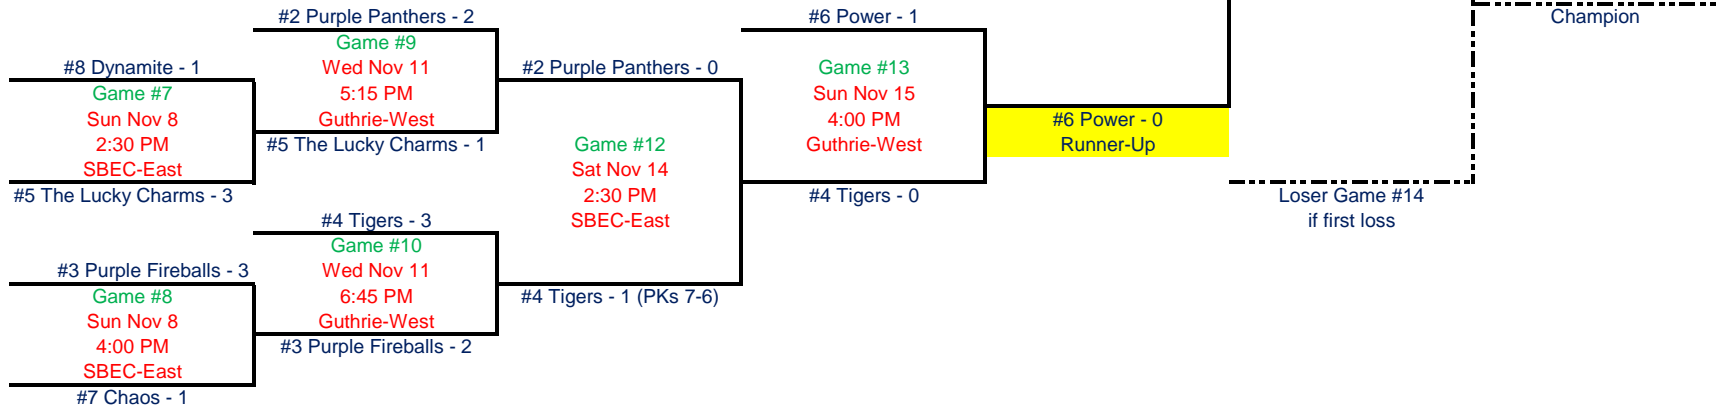 #2 Purple Panthers - 2
Game #9
Wed Nov 11
5:15 PM
Guthrie-West
#5 The Lucky Charms - 1
#8 Dynamite - 1
Game #7
Sun Nov 8
2:30 PM
SBEC-East
#5 The Lucky Charms - 3
#4 Tigers - 3
Game #10
Wed Nov 11
6:45 PM
Guthrie-West
#3 Purple Fireballs - 2
#3 Purple Fireballs - 3
Game #8
Sun Nov 8
4:00 PM
SBEC-East
#7 Chaos - 1
#2 Purple Panthers - 0
Game #12
Sat Nov 14
2:30 PM
SBEC-East
#4 Tigers - 1 (PKs 7-6)
#6 Power - 1
Game #13
Sun Nov 15
4:00 PM
Guthrie-West
#4 Tigers - 0
#6 Power - 0
Runner-Up
Loser Game #14
if first loss
Champion